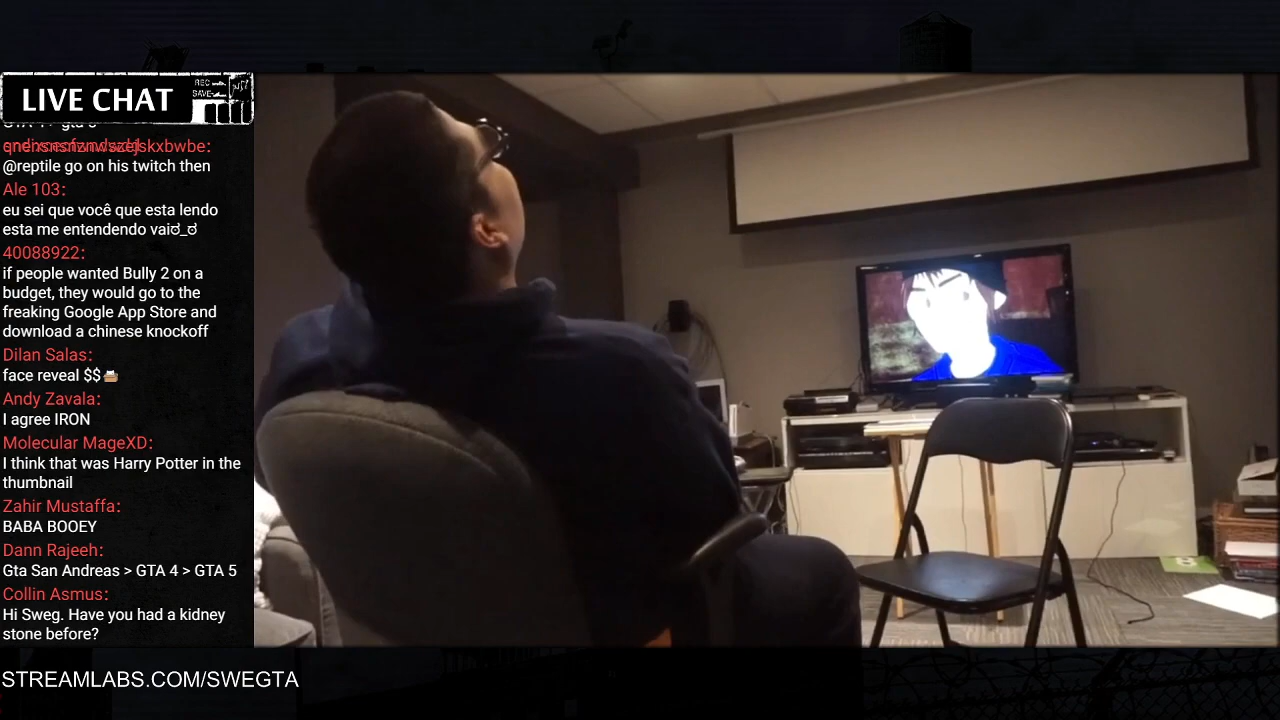 LIVE CHAT
REC
SAVE
@reptile go on his twitch then
Ale 103:
eu sei que você que esta lendo
esta me entendendo vaiಠ_ಠ
40088922:
if people wanted Bully 2 on a
budget, they would go to the
freaking Google App Store and
download a chinese knockoff
Dilan Salas:
face reveal $$
Andy Zavala:
I agree IRON
Molecular MageXD:
I think that was Harry Potter in the
thumbnail
Zahir Mustaffa:
BABA BOOEY
Dann Rajeeh:
Gta San Andreas > GTA 4 > GTA 5
Collin Asmus:
Hi Sweg. Have you had a kidney
stone before?
STREAMLABS.COM/SWEGTA